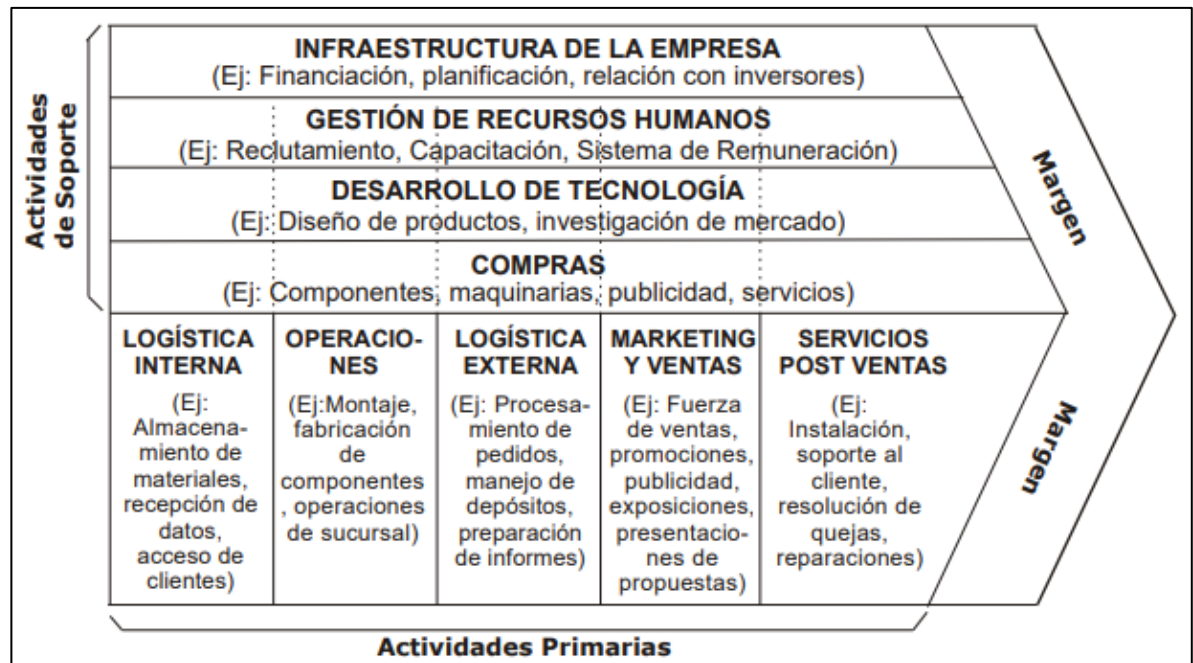 Actividades
de Soporte
INFRAESTRUCTURA DE LA EMPRESA
(Ej: Financiación, planificación, relación con inversores)
GESTIÓN DE RECURSOS HUMANOS
(Ej: Reclutamiento, Capacitación, Sistema de Remuneración)
DESARROLLO DE TECNOLOGÍA
(Ej: Diseño de productos, investigación de mercado)
COMPRAS
(Ej: Componentes, maquinarias, publicidad, servicios)
LOGÍSTICA
INTERNA
(Ej:
Almacena-
miento de
materiales,
recepción de
datos,
acceso de
clientes)
OPERACIO-
NES
(Ej:Montaje,
fabricación
de
componentes
, operaciones
de sucursal)
LOGÍSTICA
EXTERNA
(Ej: Procesa-
miento de
pedidos,
manejo de
depósitos,
preparación
de informes)
MARKETING
Y VENTAS
(Ej: Fuerza
de ventas,
promociones,
publicidad,
exposiciones,
presentacio-
nes de
propuestas)
SERVICIOS
POST VENTAS
(Ej:
Instalación,
soporte al
cliente,
resolución de
quejas,
reparaciones)
Margen
Margen
Actividades Primarias